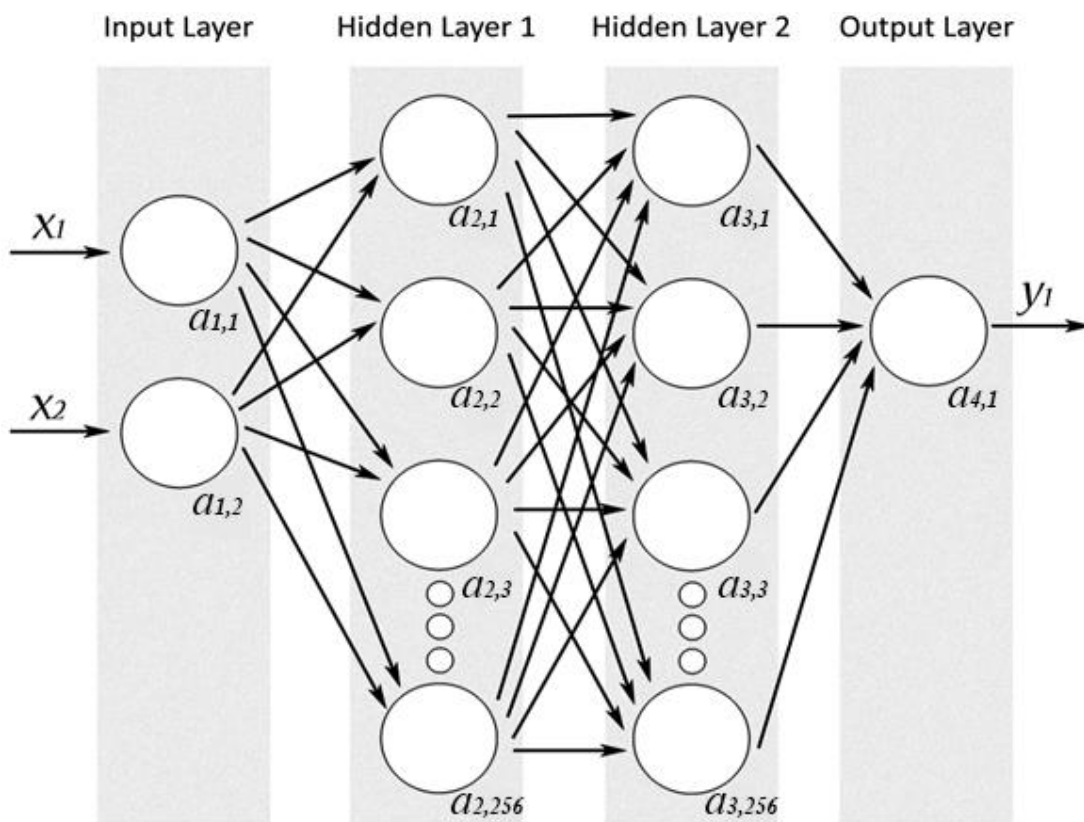 Input Layer
Hidden Layer 1
Hidden Layer 2
Output Layer
x1
x2
a1,1
a1,2
a2,1
a2,2
a2,3
a2,256
a3,1
a3,2
a3,3
a3,256
a4,1
y1